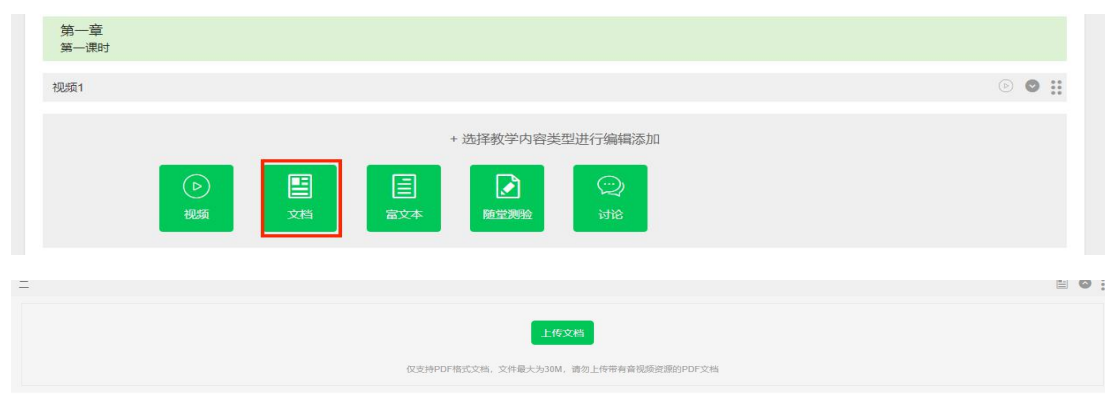 第一章
第一课时
视频1
+ 选择教学内容类型进行编辑添加
视频 文档 富文本 随堂测验 讨论
二
上传文档
仅支持PDF格式文档，文件最大为30M，请勿上传带有音视频资源的PDF文档